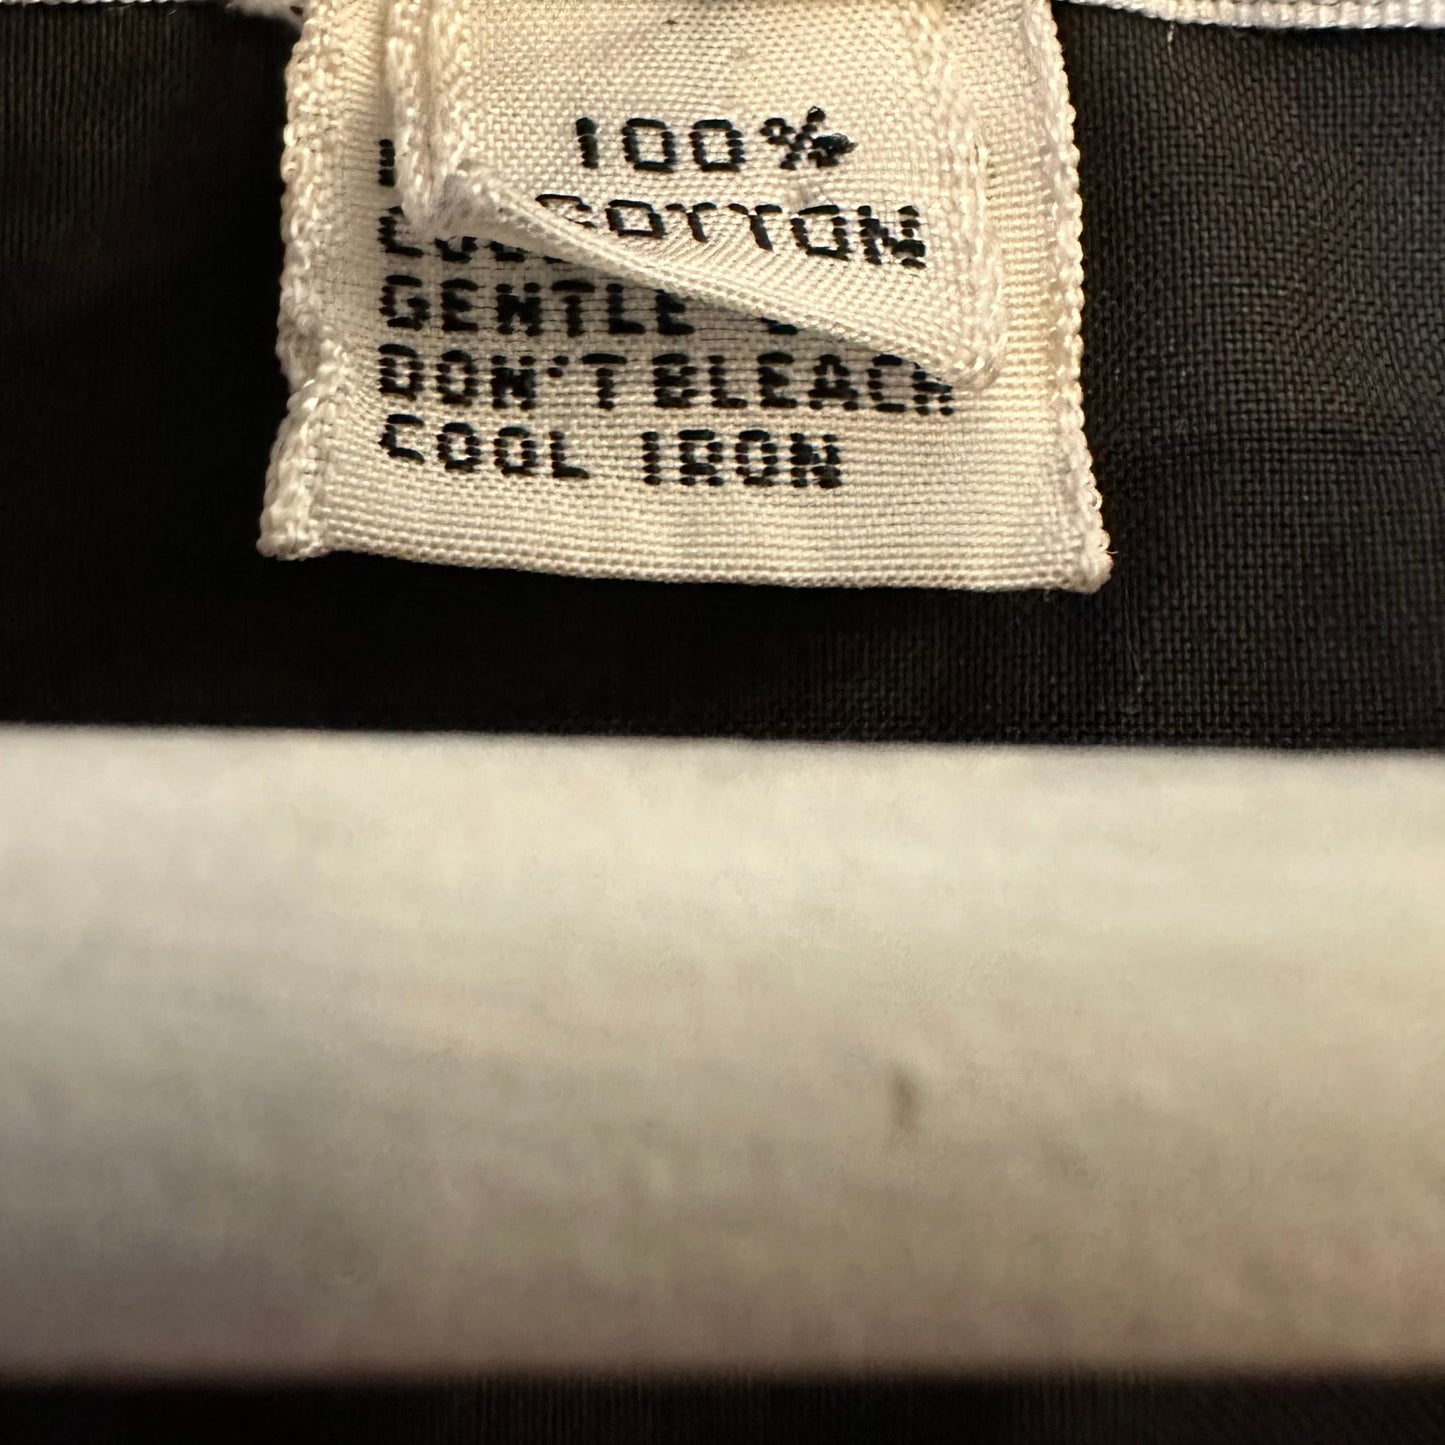 100%
COTTON
GENTLE
DON'T BLEACH
COOL IRON